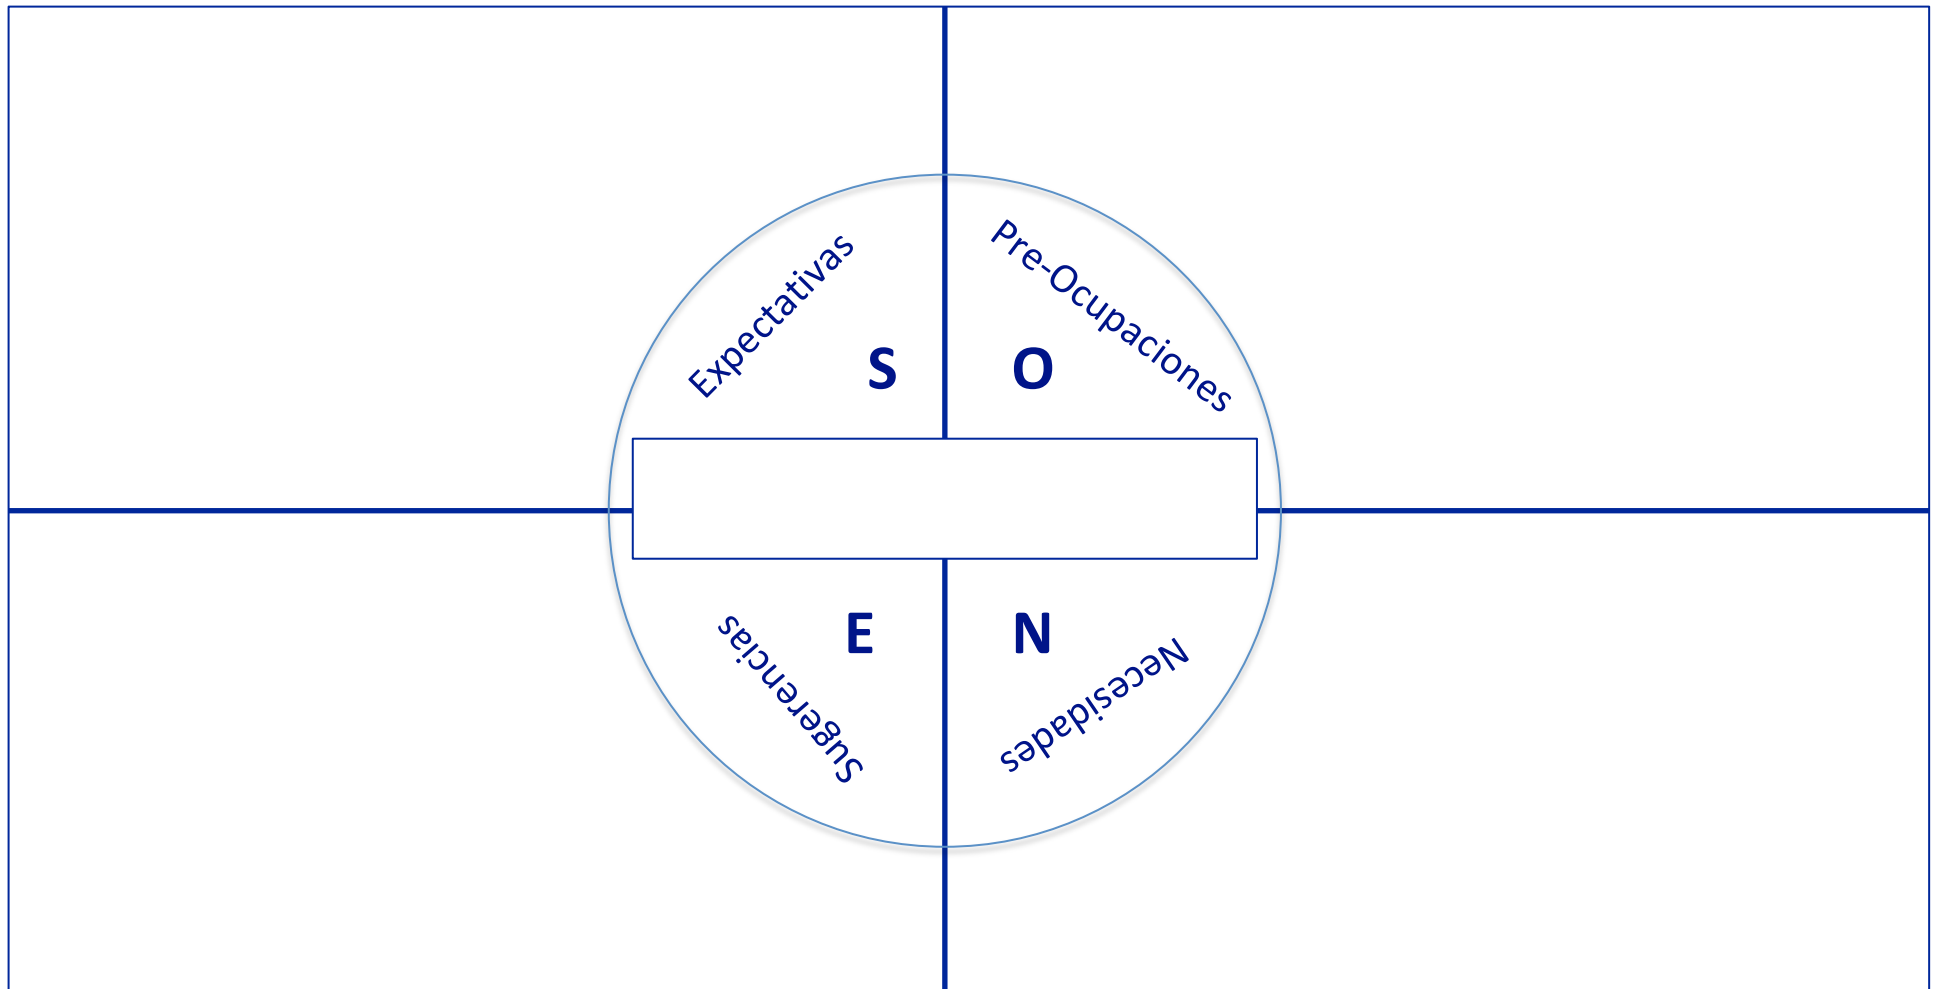 Expectativas
Pre-Ocupaciones
S
O
E
N
Sugerencias
Necesidades